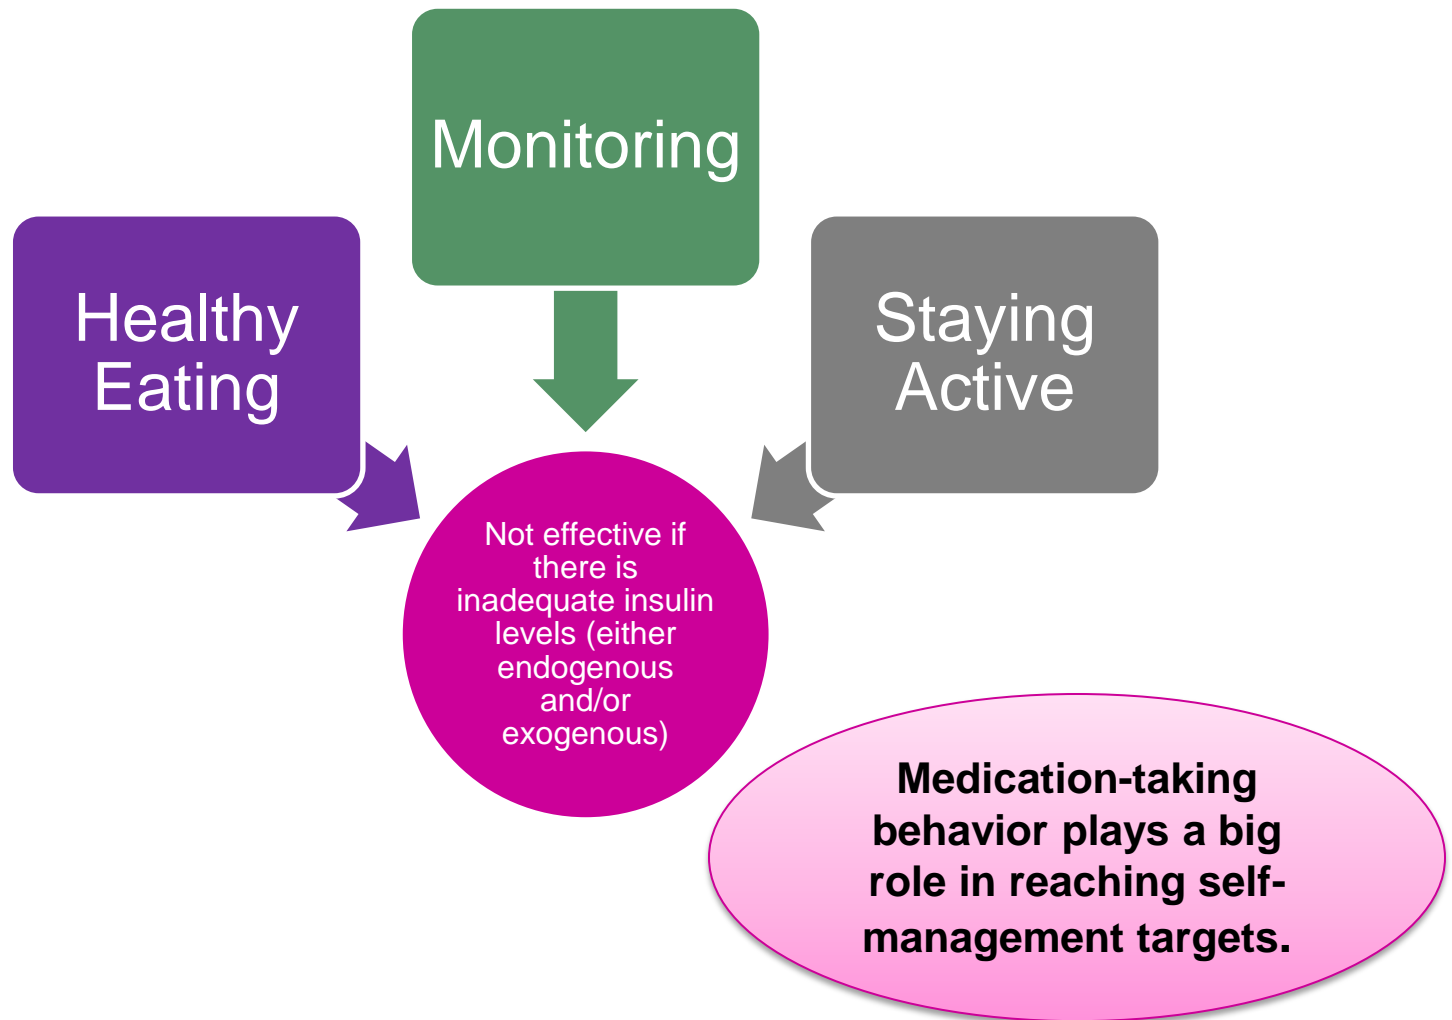 Monitoring
Healthy
Eating
Staying
Active
Not effective if
there is
inadequate insulin
levels (either
endogenous
and/or
exogenous)
Medication-taking
behavior plays a big
role in reaching self-
management targets.